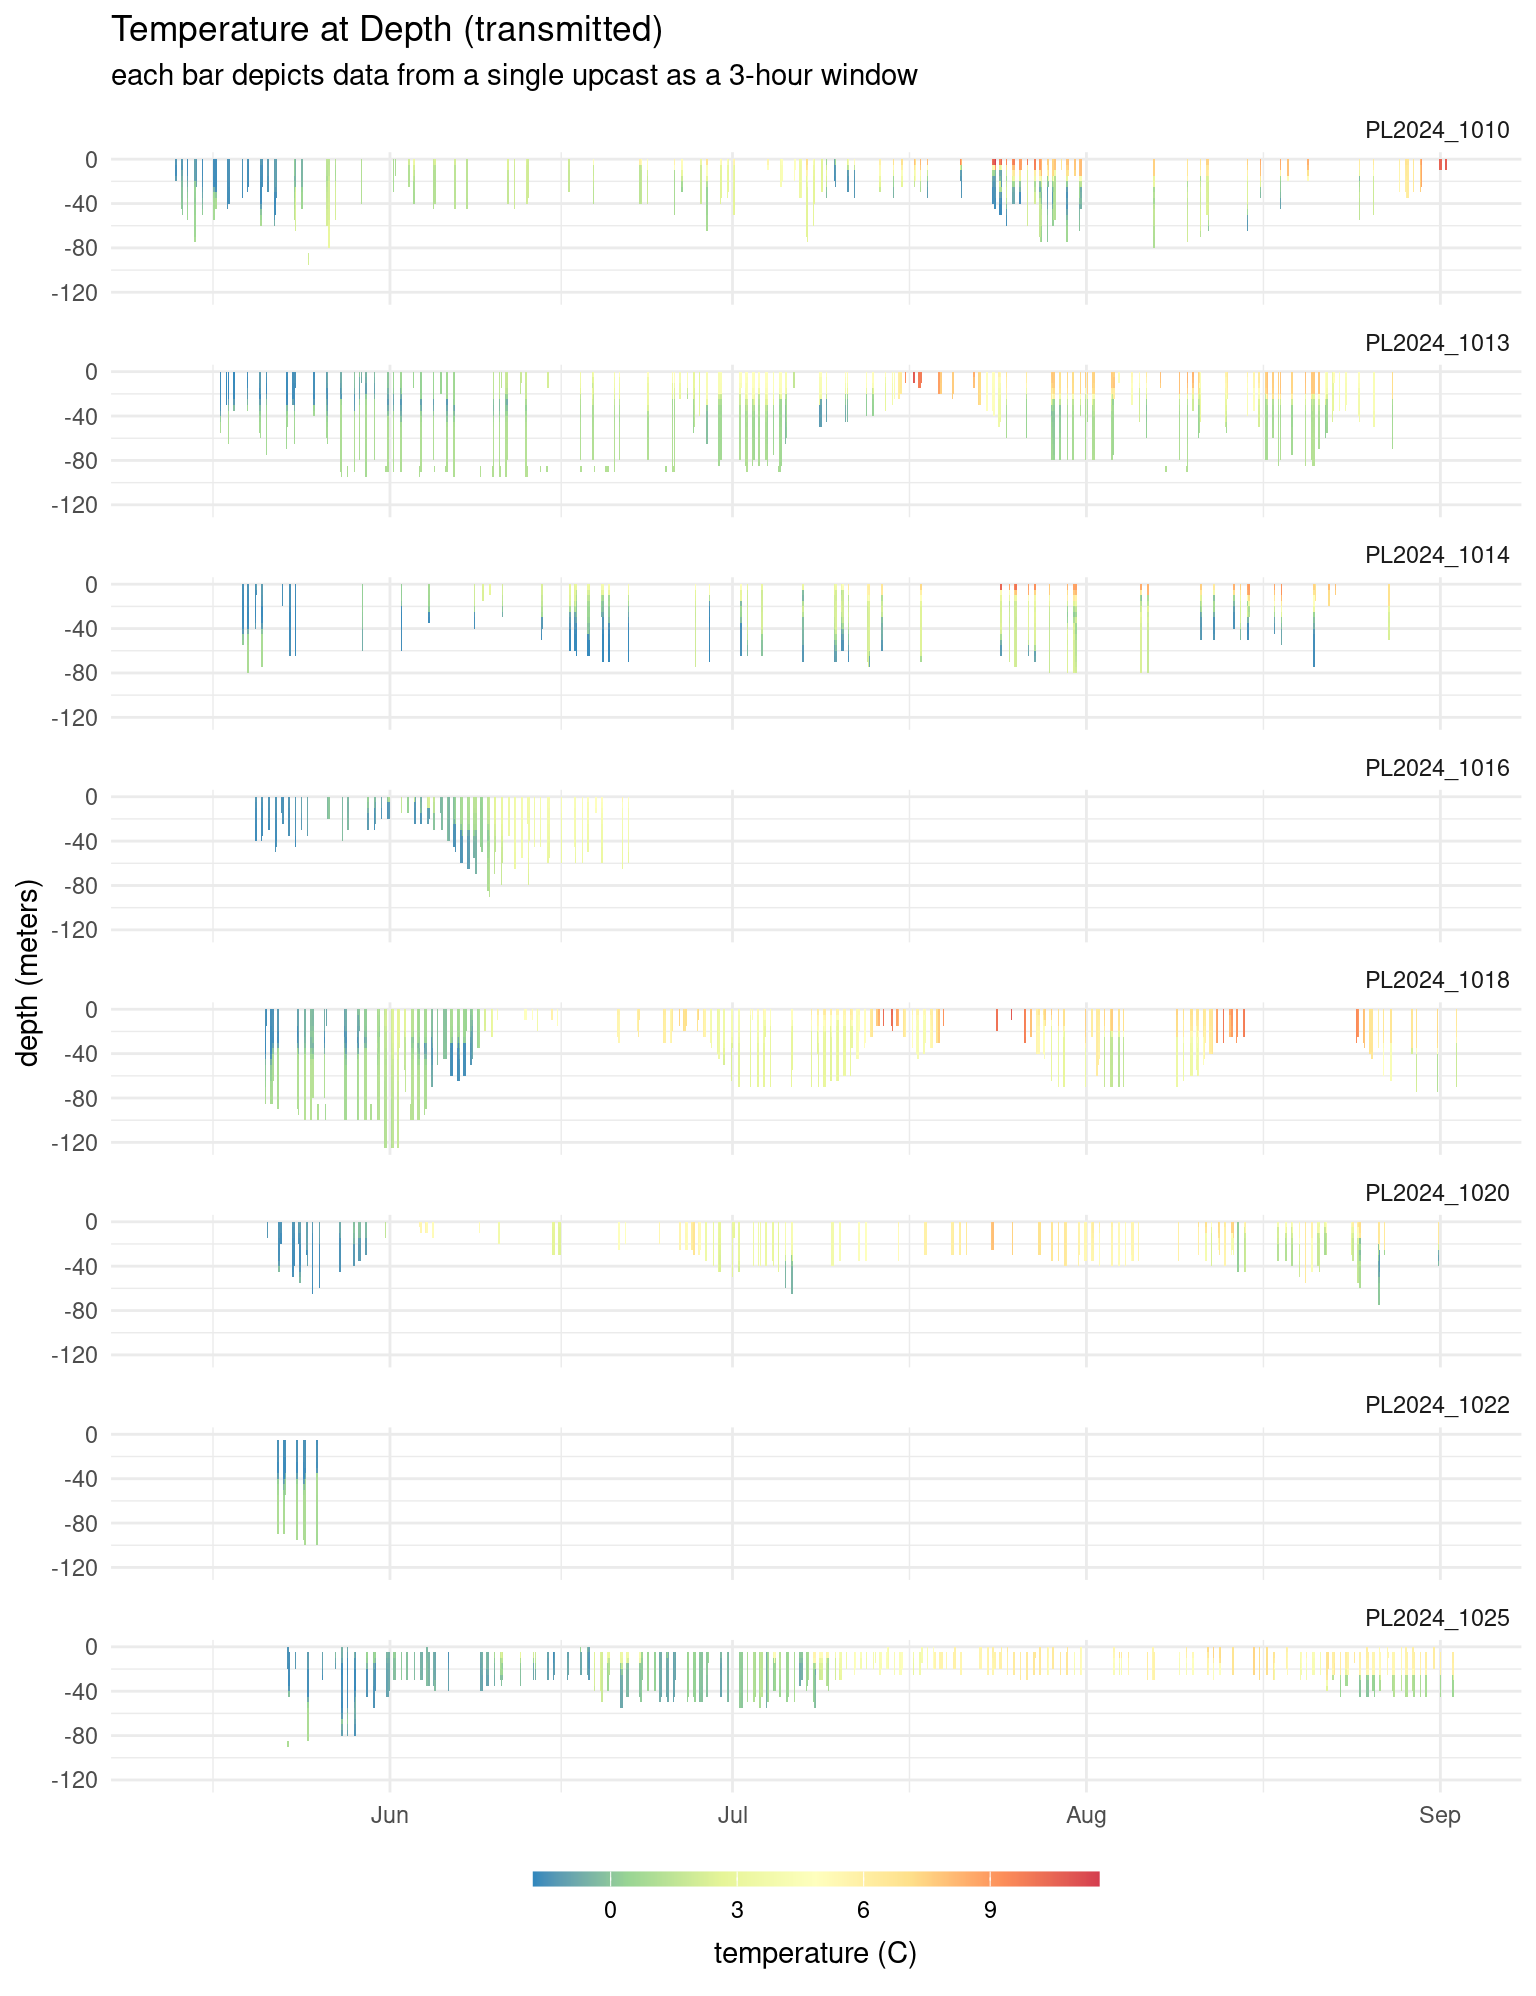 Temperature at Depth (transmitted)
each bar depicts data from a single upcast as a 3-hour window
PL2024_1010
0
-40
-80
-120
PL2024_1013
0
-40
-80
-120
PL2024_1014
0
-40
-80
-120
PL2024_1016
0
-40
-80
-120
depth (meters)
PL2024_1018
0
-40
-80
-120
PL2024_1020
0
-40
-80
-120
PL2024_1022
0
-40
-80
-120
PL2024_1025
0
-40
-80
-120
Jun Jul Aug Sep
0 3 6 9
temperature (C)